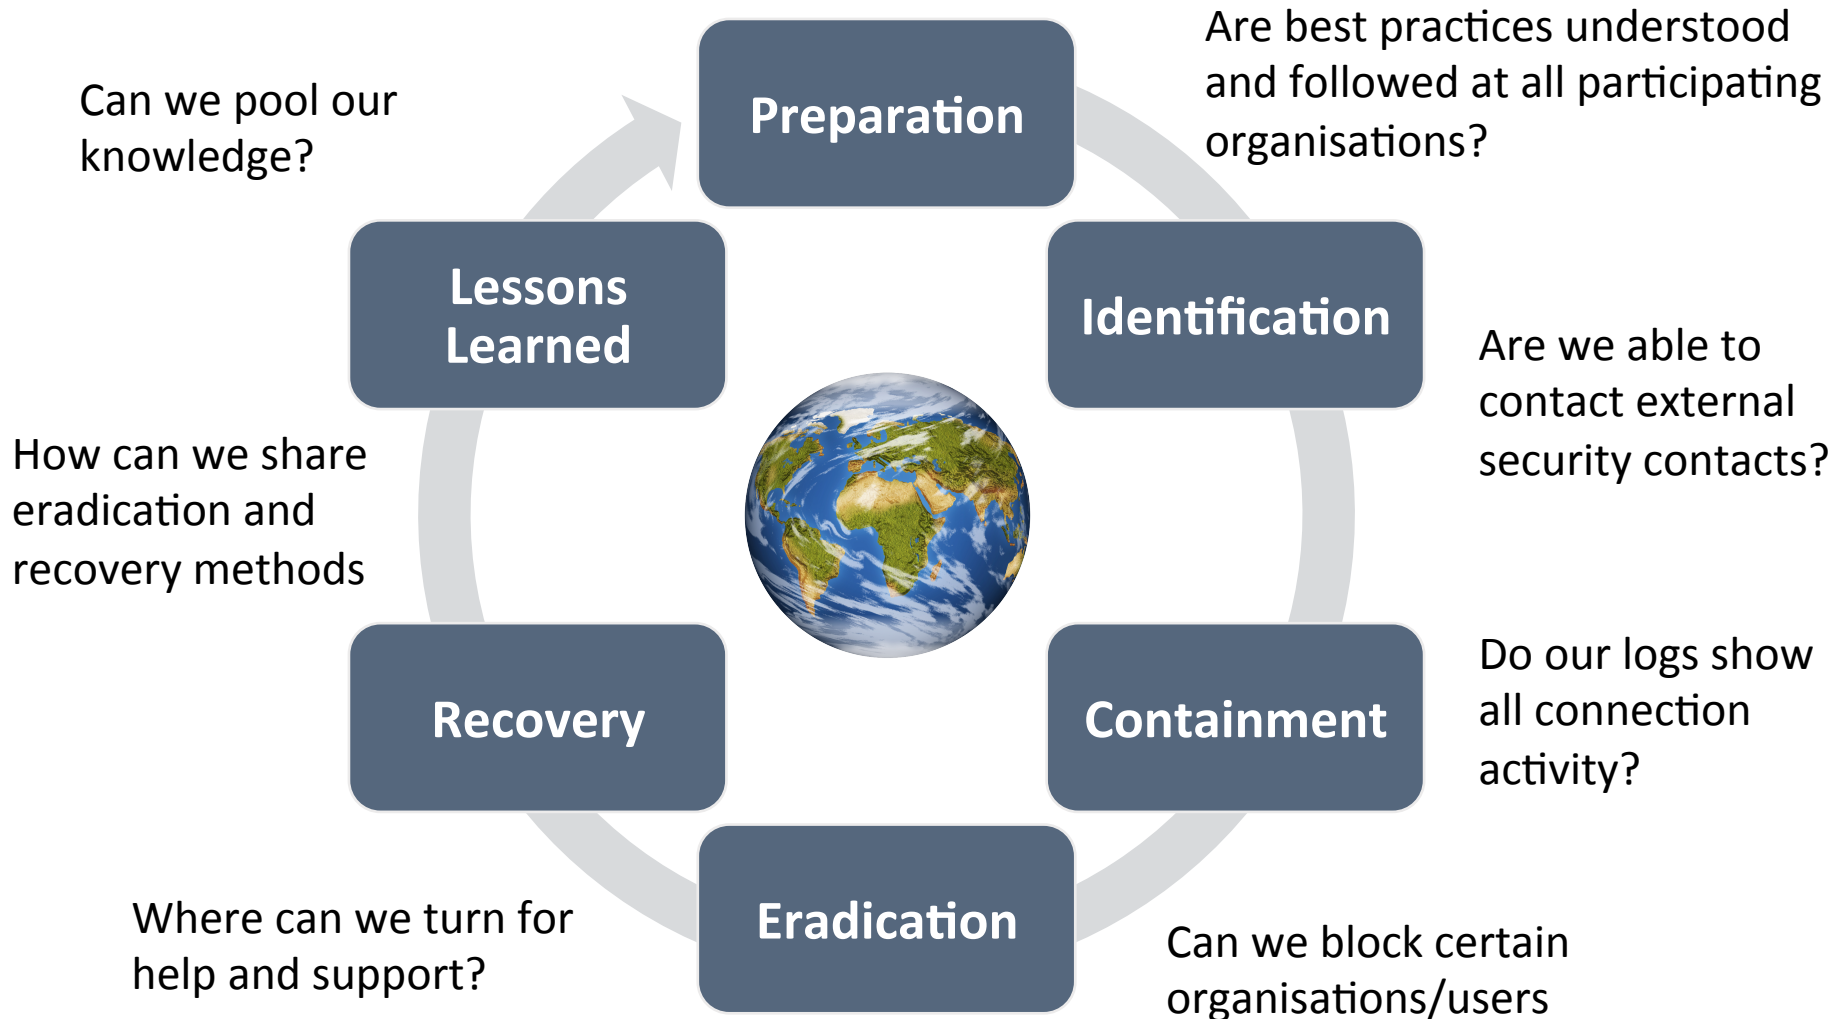 Preparation
Are best practices understood
and followed at all participating
organisations?
Identification
Are we able to
contact external
security contacts?
Containment
Do our logs show
all connection
activity?
Can we block certain
organisations/users
Eradication
Where can we turn for
help and support?
Recovery
How can we share
eradication and
recovery methods
Lessons
Learned
Can we pool our
knowledge?